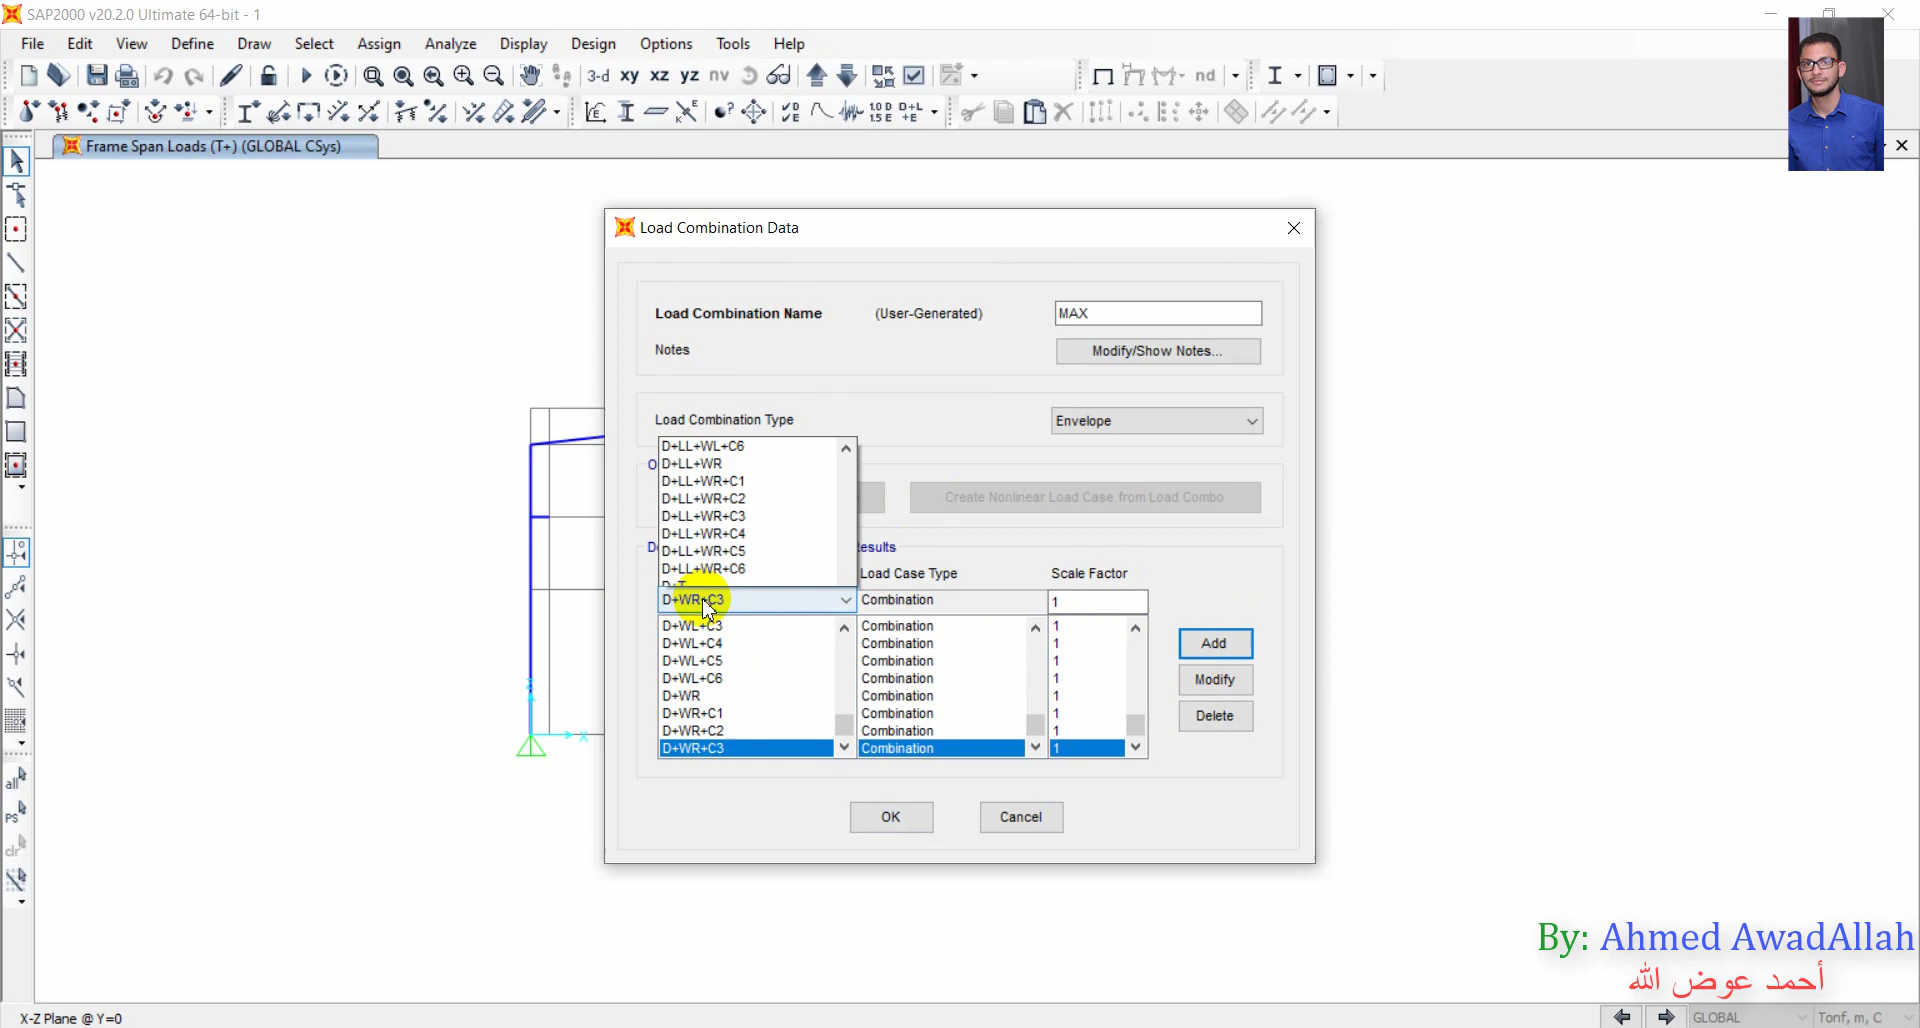 SAP2000 v20.2.0 Ultimate 64-bit - 1
File Edit View Define Draw Select Assign Analyze Display Design Options Tools Help
3-d xy xz yz nv nd
Frame Span Loads (T+) (GLOBAL CSys)
Load Combination Data
Load Combination Name (User-Generated) MAX
Notes Modify/Show Notes...
Load Combination Type Envelope
D+LL+WL+C6
D+LL+WR
D+LL+WR+C1
D+LL+WR+C2
D+LL+WR+C3
D+LL+WR+C4
D+LL+WR+C5
D+LL+WR+C6
D+T
Create Nonlinear Load Case from Load Combo
Load Case Type Scale Factor
D+WR+C3 Combination 1
D+WL+C3 Combination 1
D+WL+C4 Combination 1
D+WL+C5 Combination 1
D+WL+C6 Combination 1
D+WR Combination 1
D+WR+C1 Combination 1
D+WR+C2 Combination 1
D+WR+C3 Combination 1
Add
Modify
Delete
OK Cancel
X
all
PS
clr
By: Ahmed AwadAllah
أحمد عوض الله
X-Z Plane @ Y=0
GLOBAL Tonf, m, C